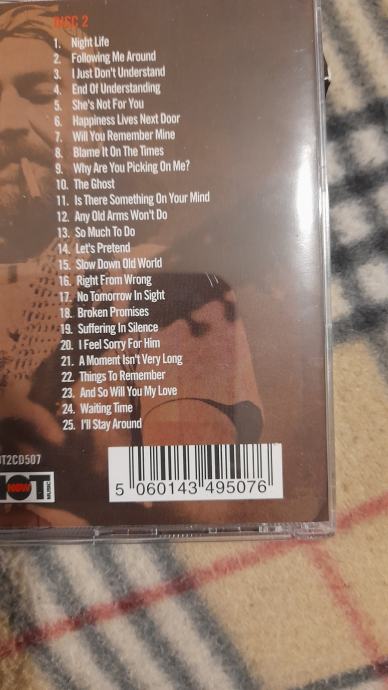 DISC 2
1. Night Life
2. Following Me Around
3. I Just Don't Understand
4. End Of Understanding
5. She's Not For You
6. Happiness Lives Next Door
7. Will You Remember Mine
8. Blame It On The Times
9. Why Are You Picking On Me?
10. The Ghost
11. Is There Something On Your Mind
12. Any Old Arms Won't Do
13. So Much To Do
14. Let's Pretend
15. Slow Down Old World
16. Right From Wrong
17. No Tomorrow In Sight
18. Broken Promises
19. Suffering In Silence
20. I Feel Sorry For Him
21. A Moment Isn't Very Long
22. Things To Remember
23. And So Will You My Love
24. Waiting Time
25. I'll Stay Around
OT2CD507
NOT NOW MUSIC
5 060143 495076